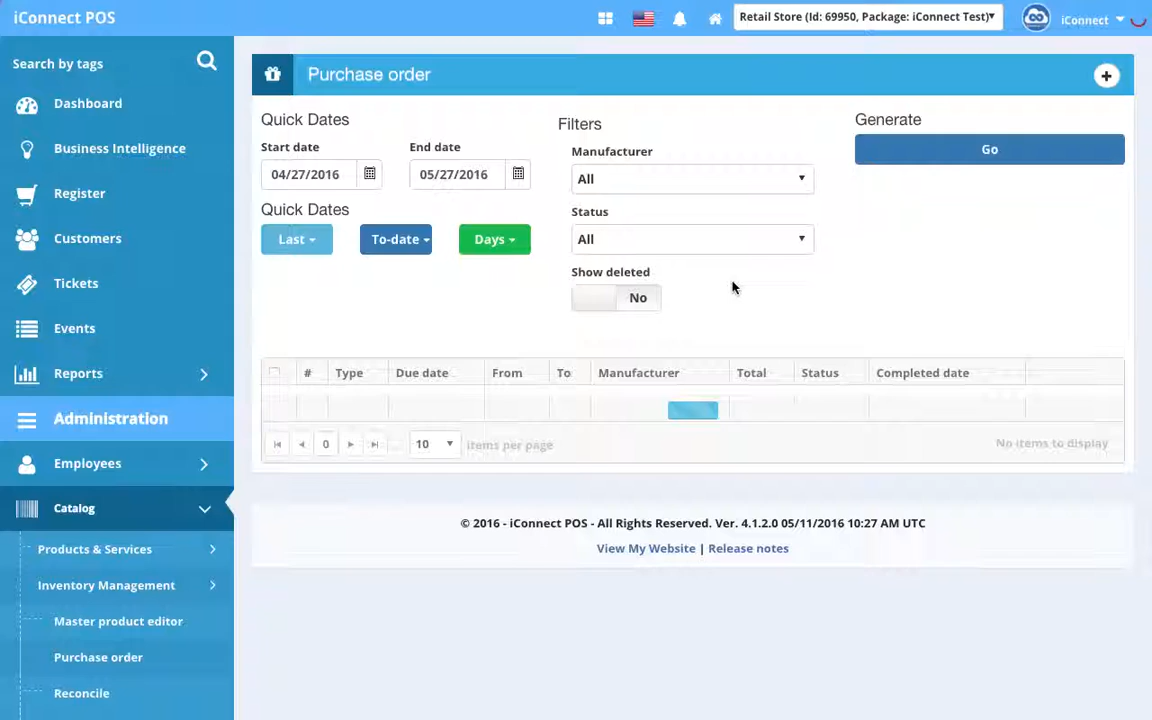 iConnect POS
Retail Store (Id: 69950, Package: iConnect Test)
iConnect
Search by tags
Dashboard
Business Intelligence
Register
Customers
Tickets
Events
Reports
Administration
Employees
Catalog
Products & Services
Inventory Management
Master product editor
Purchase order
Reconcile
Purchase order
Quick Dates
Start date
End date
04/27/2016
05/27/2016
Quick Dates
Last
To-date
Days
Filters
Manufacturer
All
Status
All
Show deleted
No
Generate
Go
# Type Due date From To Manufacturer Total Status Completed date
0 10 items per page No items to display
© 2016 - iConnect POS - All Rights Reserved. Ver. 4.1.2.0 05/11/2016 10:27 AM UTC
View My Website | Release notes